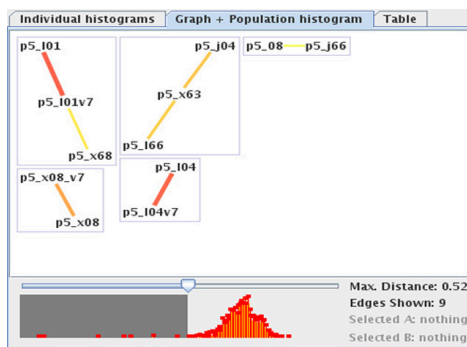 Individual histograms Graph + Population histogram Table
p5_l01 p5_j04 p5_08 p5_j66
p5_x63
p5_l01v7
p5_l66
p5_x68
p5_x08_v7 p5_l04
p5_l04v7
p5_x08
Max. Distance: 0.52
Edges Shown: 9
Selected A: nothing
Selected B: nothing